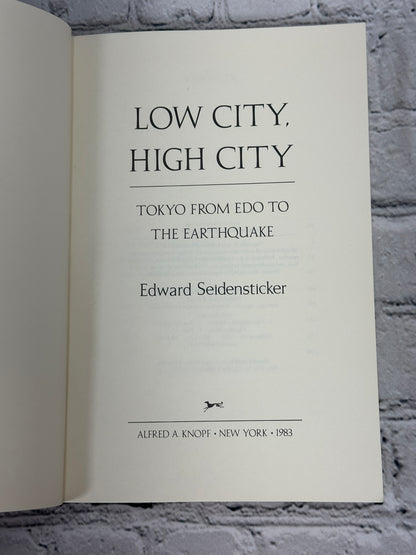 LOW CITY,
HIGH CITY
TOKYO FROM EDO TO
THE EARTHQUAKE
Edward Seidensticker
ALFRED A. KNOPF • NEW YORK • 1983